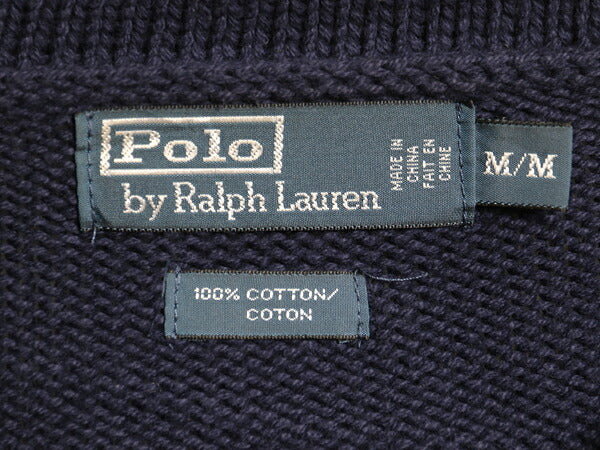 Polo
by Ralph Lauren
MADE IN
CHINA
FAIT EN
CHINE
M/M
100% COTTON/
COTON